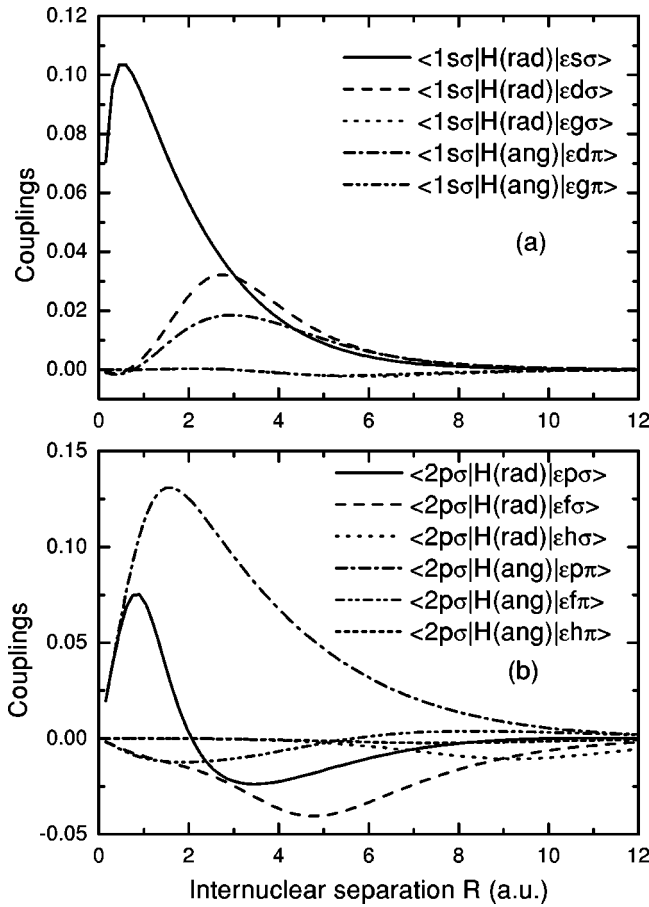 0.10
0.08
0.06
0.04
0.02
0.00
Couplings
<1sσ|H(rad)|εsσ>
<1sσ|H(rad)|εdσ>
<1sσ|H(rad)|εgσ>
<1sσ|H(ang)|εdπ>
<1sσ|H(ang)|εgπ>
(a)
0 2 4 6 8 10 12
0.15
0.10
0.05
0.00
-0.05
Couplings
<2pσ|H(rad)|εpσ>
<2pσ|H(rad)|εfσ>
<2pσ|H(rad)|εhσ>
<2pσ|H(ang)|εpπ>
<2pσ|H(ang)|εfπ>
<2pσ|H(ang)|εhπ>
(b)
0 2 4 6 8 10 12
Internuclear separation R (a.u.)